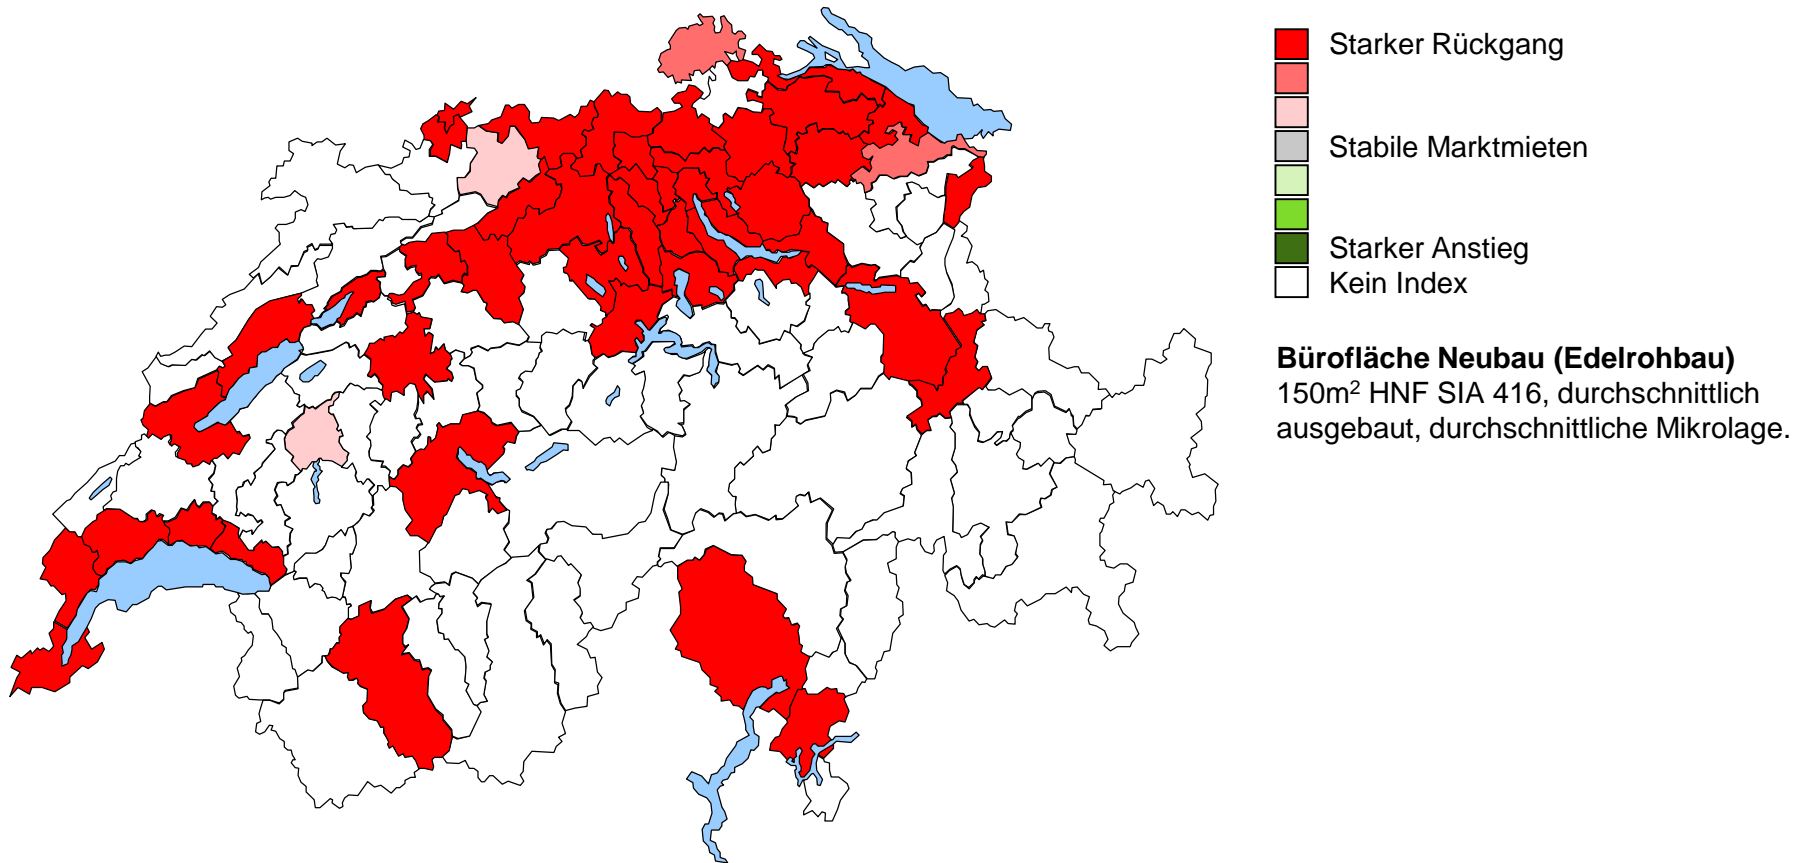 Starker Rückgang
Stabile Marktmieten
Starker Anstieg
Kein Index
Bürofläche Neubau (Edelrohbau)
150m² HNF SIA 416, durchschnittlich
ausgebaut, durchschnittliche Mikrolage.